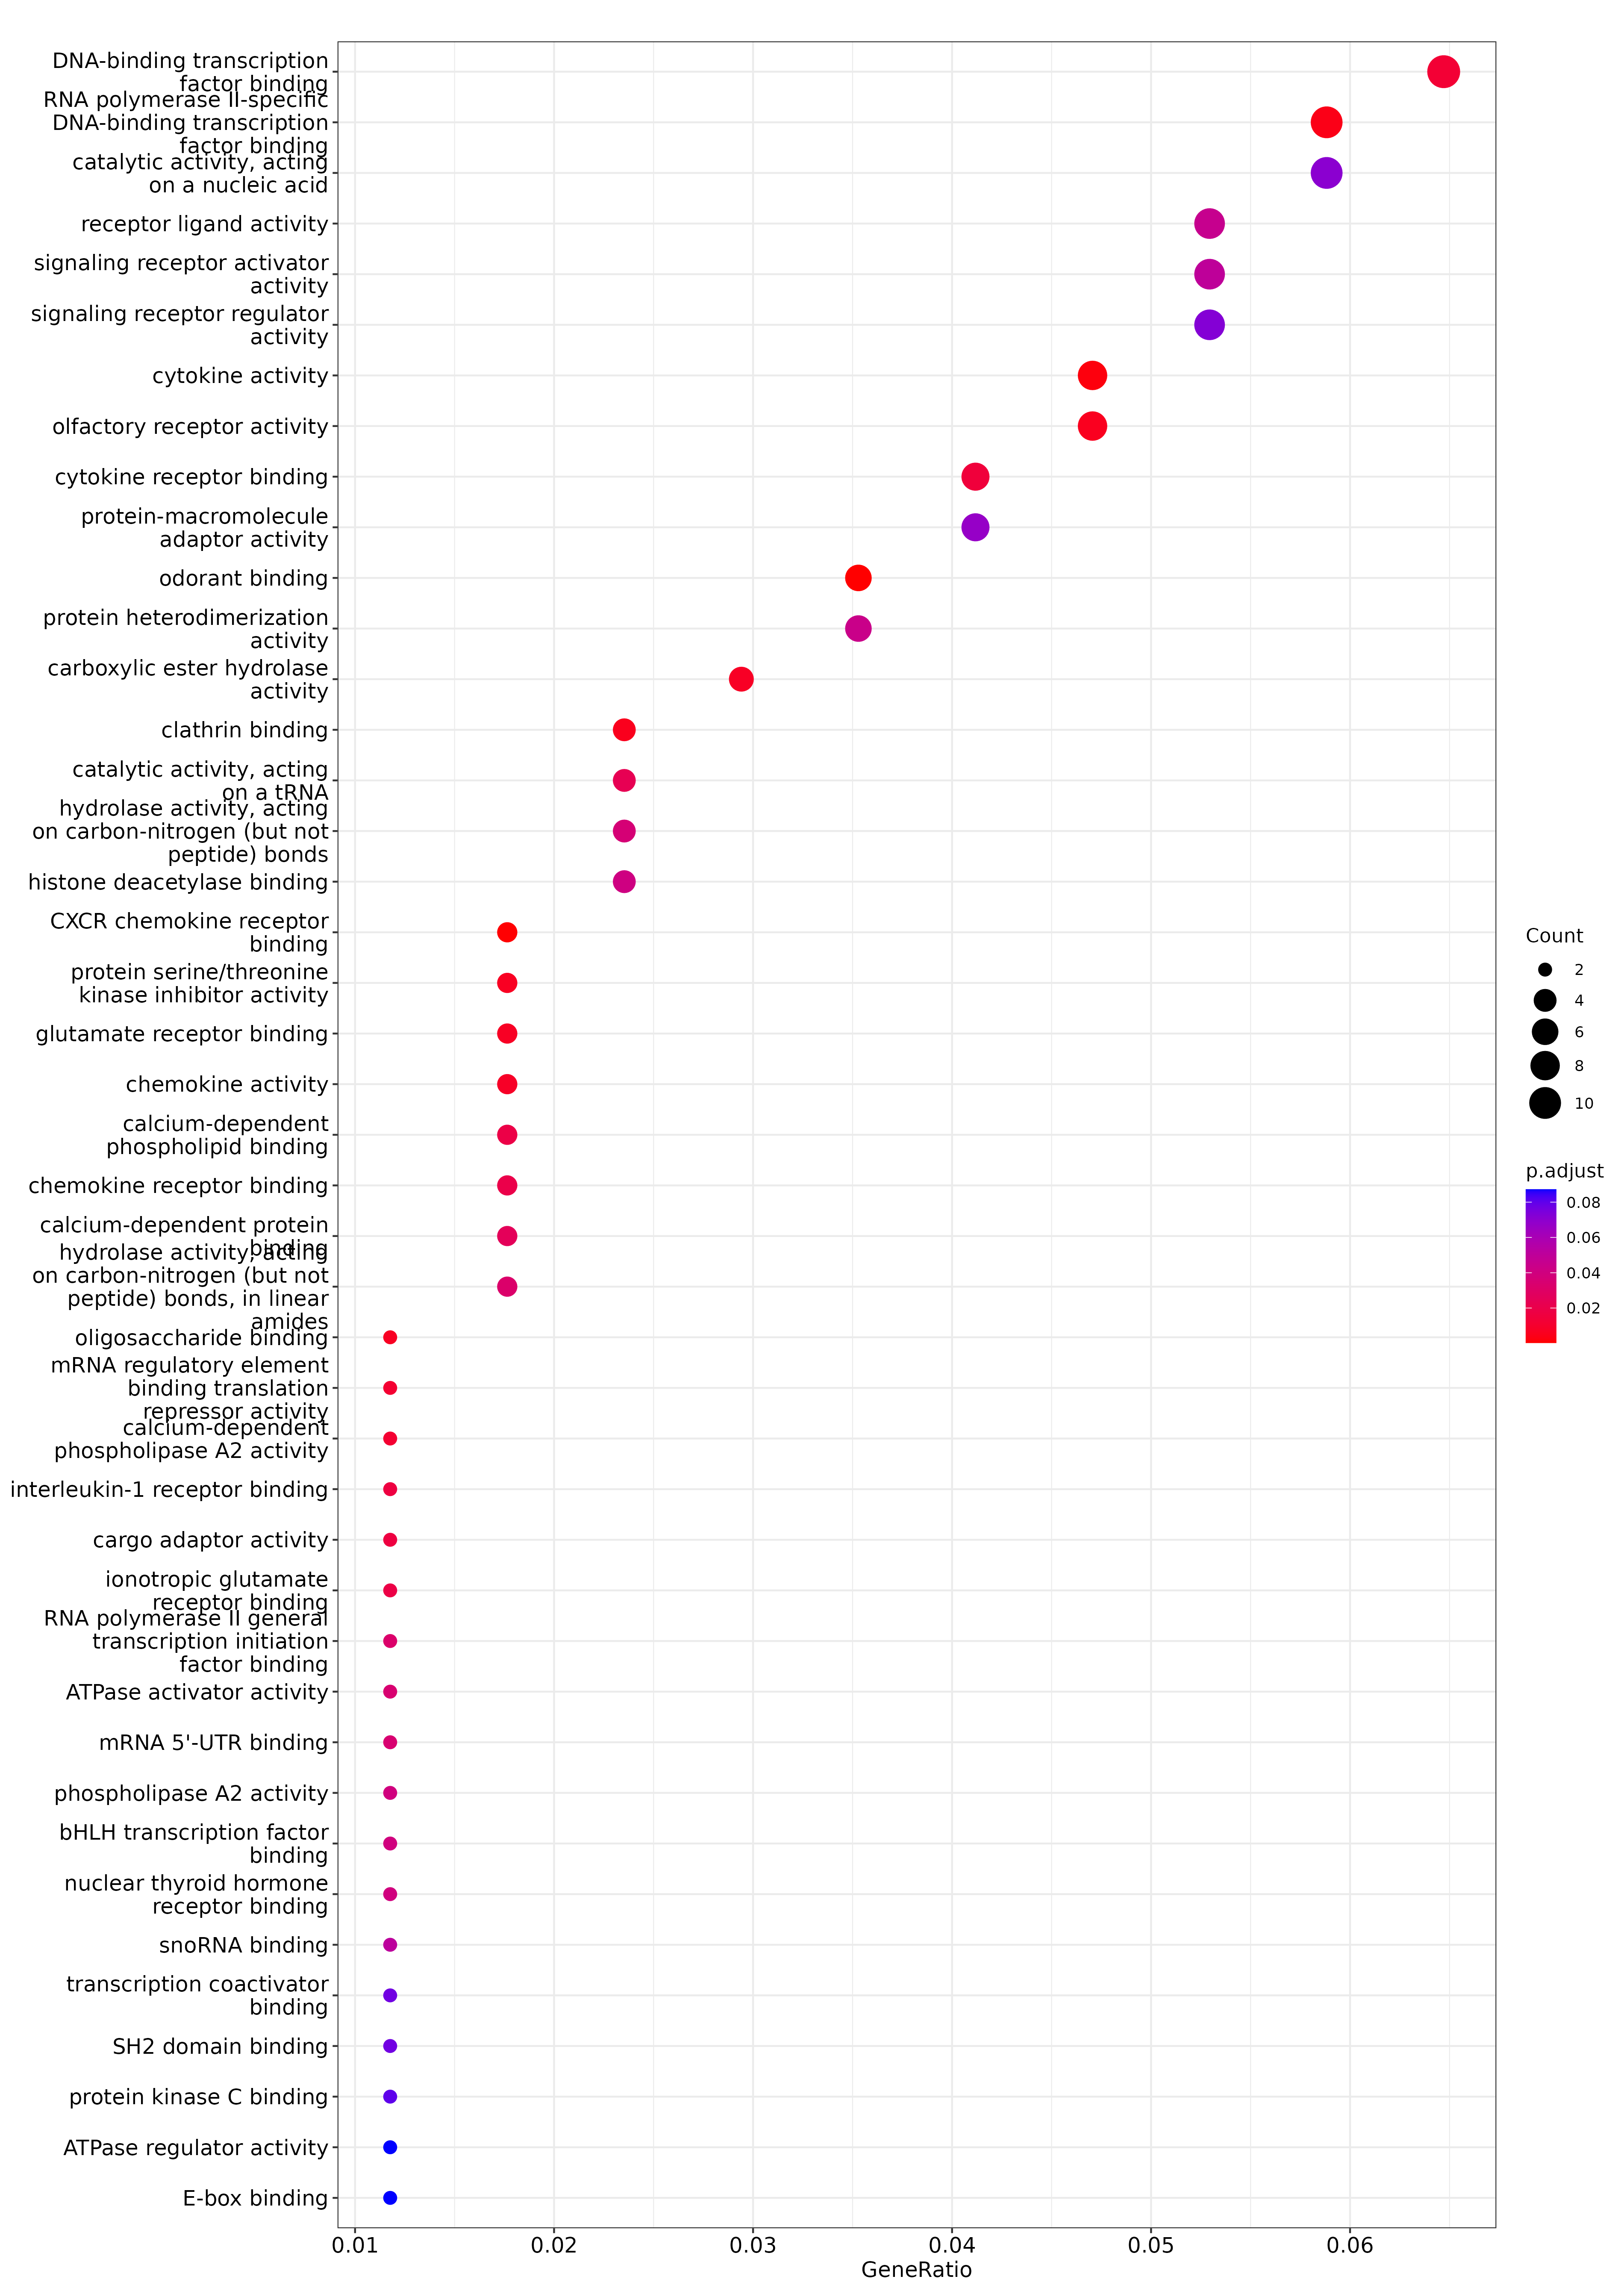 DNA-binding transcription
factor binding
RNA polymerase II-specific
DNA-binding transcription
factor binding
catalytic activity, acting
on a nucleic acid
receptor ligand activity
signaling receptor activator
activity
signaling receptor regulator
activity
cytokine activity
olfactory receptor activity
cytokine receptor binding
protein-macromolecule
adaptor activity
odorant binding
protein heterodimerization
activity
carboxylic ester hydrolase
activity
clathrin binding
catalytic activity, acting
on a tRNA
hydrolase activity, acting
on carbon-nitrogen (but not
peptide) bonds
histone deacetylase binding
CXCR chemokine receptor
binding
protein serine/threonine
kinase inhibitor activity
glutamate receptor binding
chemokine activity
calcium-dependent
phospholipid binding
chemokine receptor binding
calcium-dependent protein
binding
hydrolase activity, acting
on carbon-nitrogen (but not
peptide) bonds, in linear
amides
oligosaccharide binding
mRNA regulatory element
binding translation
repressor activity
calcium-dependent
phospholipase A2 activity
interleukin-1 receptor binding
cargo adaptor activity
ionotropic glutamate
receptor binding
RNA polymerase II general
transcription initiation
factor binding
ATPase activator activity
mRNA 5'-UTR binding
phospholipase A2 activity
bHLH transcription factor
binding
nuclear thyroid hormone
receptor binding
snoRNA binding
transcription coactivator
binding
SH2 domain binding
protein kinase C binding
ATPase regulator activity
E-box binding
0.01 0.02 0.03 0.04 0.05 0.06
GeneRatio
Count
2
4
6
8
10
p.adjust
0.08
0.06
0.04
0.02